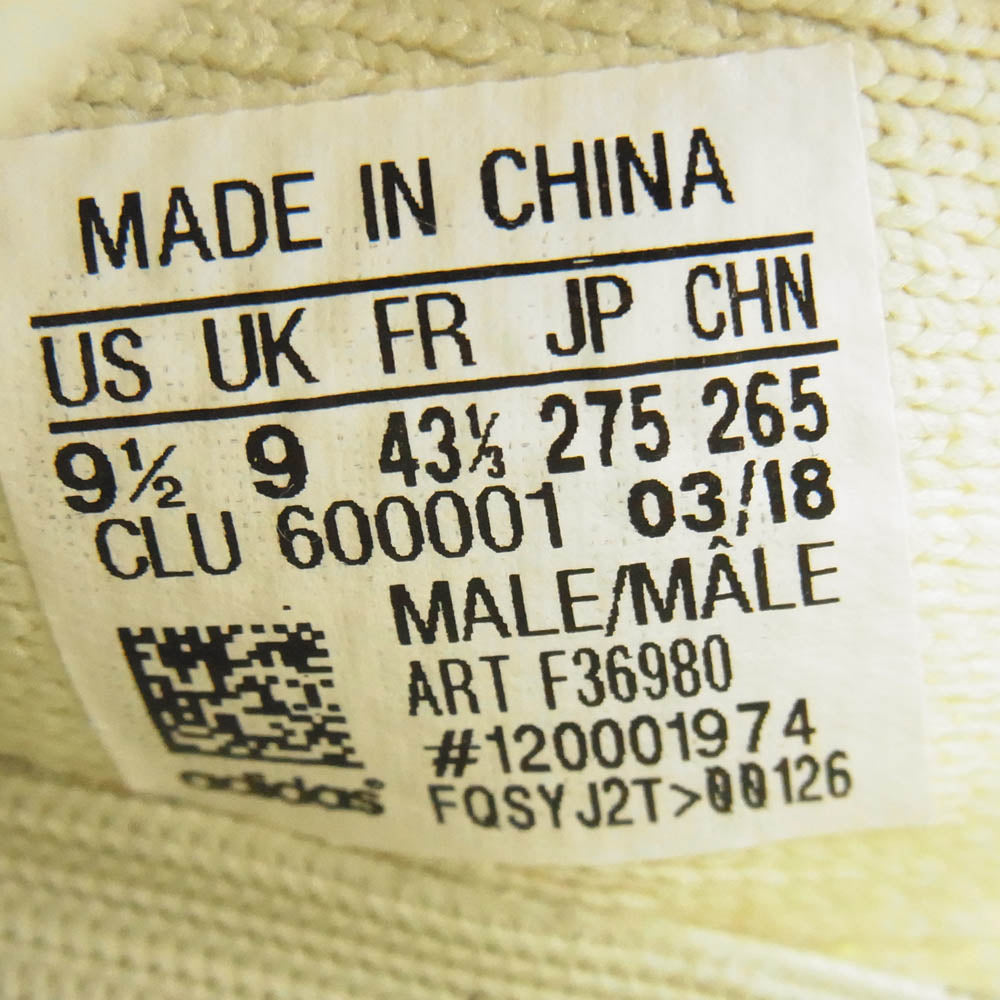 MADE IN CHINA
US UK FR JP CHN
9½ 9 43⅓ 275 265
CLU 600001 03/18
MALE/MÂLE
ART F36980
#120001974
adidas
FQSYJ2T>00126